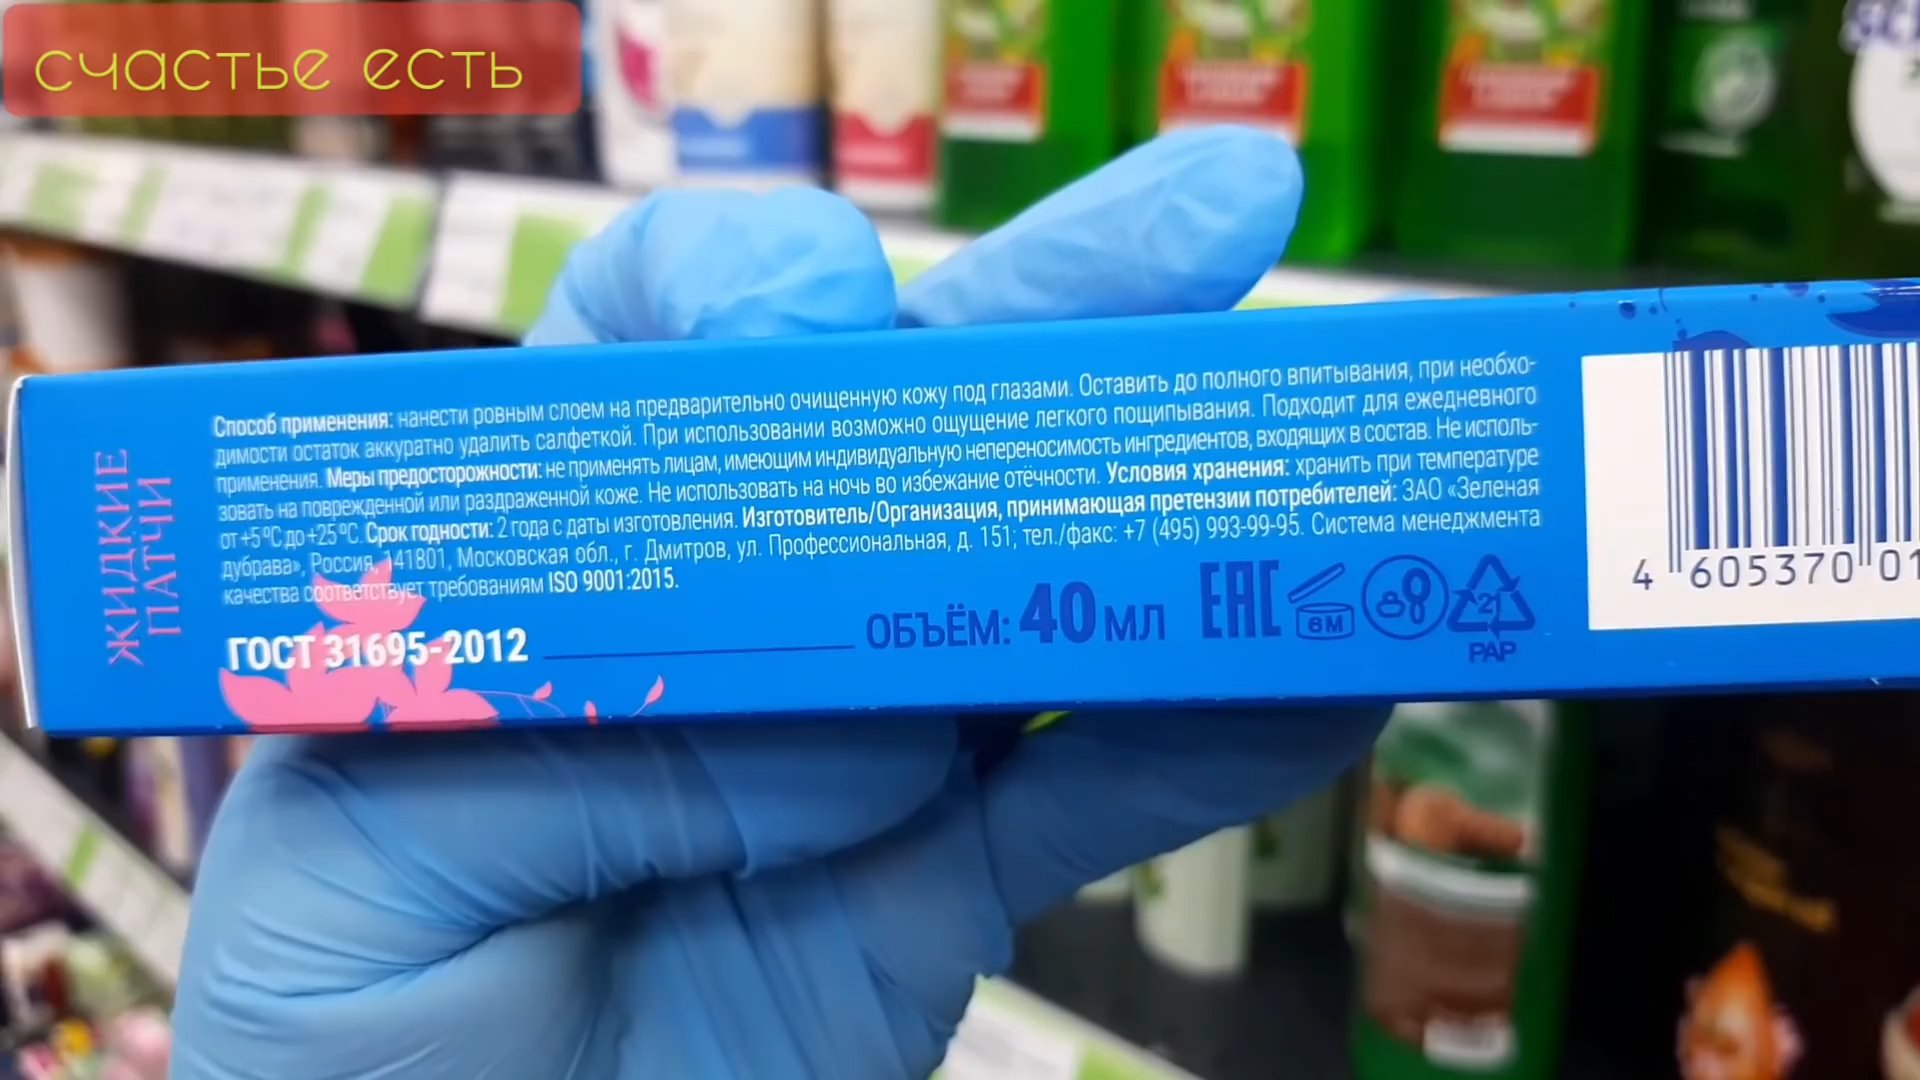 счастье есть
ЖИДКИЕ
ПАТЧИ
Способ применения: нанести ровным слоем на предварительно очищенную кожу под глазами. Оставить до полного впитывания, при необхо-
димости остаток аккуратно удалить салфеткой. При использовании возможно ощущение легкого пощипывания. Подходит для ежедневного
применения. Меры предосторожности: не применять лицам, имеющим индивидуальную непереносимость ингредиентов, входящих в состав. Не исполь-
зовать на поврежденной или раздраженной коже. Не использовать на ночь во избежание отёчности. Условия хранения: хранить при температуре
от +5 °С до +25 °С. Срок годности: 2 года с даты изготовления. Изготовитель/Организация, принимающая претензии потребителей: ЗАО «Зеленая
дубрава», Россия, 141801, Московская обл., г. Дмитров, ул. Профессиональная, д. 151; тел./факс: +7 (495) 993-99-95. Система менеджмента
качества соответствует требованиям ISO 9001:2015.
ГОСТ 31695-2012
ОБЪЁМ: 40 МЛ
ЕАС
6М
21
PAP
4 605370 01